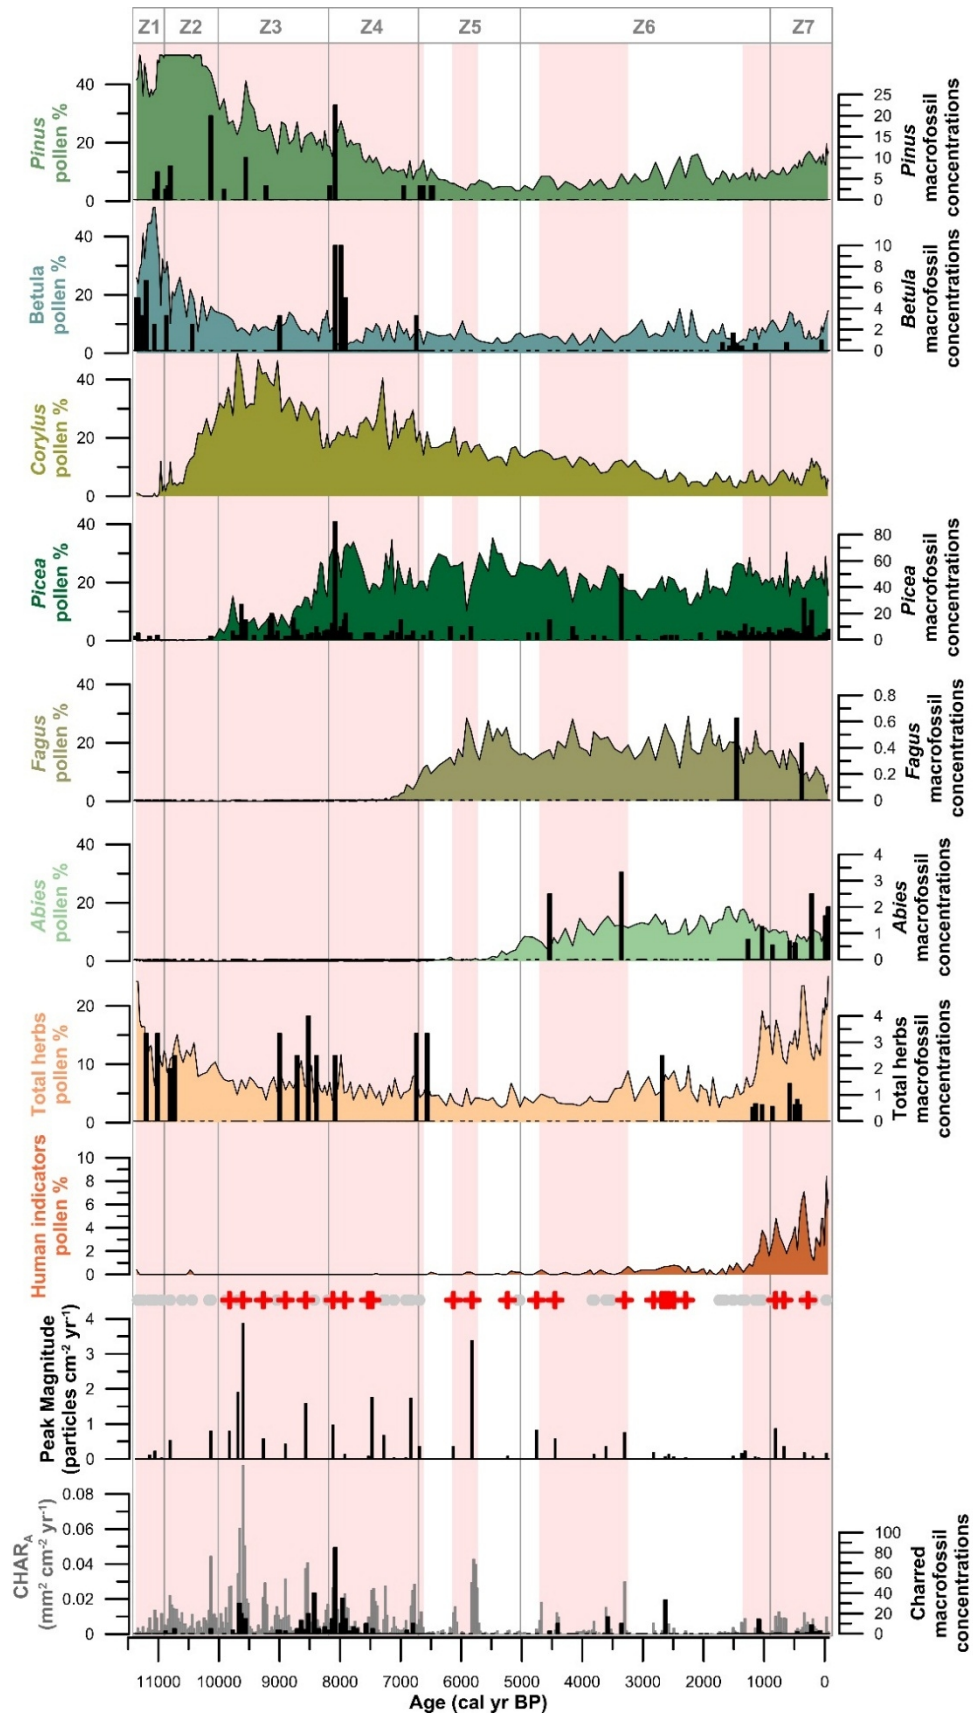 Z1 Z2 Z3 Z4 Z5 Z6 Z7
Pinus
pollen %
40
20
0
25
20
15
10
5
0
Pinus
macrofossil
concentrations
Betula
pollen %
40
20
0
10
8
6
4
2
0
Betula
macrofossil
concentrations
Corylus
pollen %
40
20
0
Picea
pollen %
40
20
0
80
60
40
20
0
Picea
macrofossil
concentrations
Fagus
pollen %
40
20
0
0.8
0.6
0.4
0.2
0
Fagus
macrofossil
concentrations
Abies
pollen %
40
20
0
4
3
2
1
0
Abies
macrofossil
concentrations
Total herbs
pollen %
20
10
0
4
3
2
1
0
Total herbs
macrofossil
concentrations
Human indicators
pollen %
10
8
6
4
2
0
Peak Magnitude
(particles cm⁻² yr⁻¹)
4
3
2
1
0
CHAR_A
(mm² cm⁻² yr⁻¹)
0.08
0.06
0.04
0.02
0
100
80
60
40
20
0
Charred
macrofossil
concentrations
11000 10000 9000 8000 7000 6000 5000 4000 3000 2000 1000 0
Age (cal yr BP)